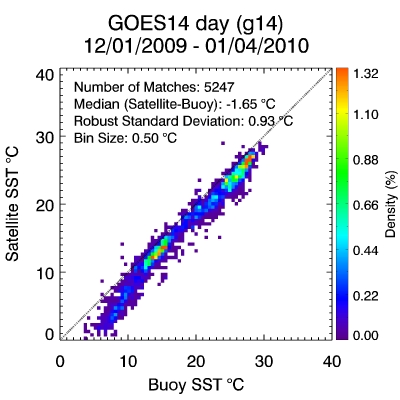 GOES14 day (g14)
12/01/2009 - 01/04/2010
Number of Matches: 5247
Median (Satellite-Buoy): -1.65 °C
Robust Standard Deviation: 0.93 °C
Bin Size: 0.50 °C
40
30
20
10
0
Satellite SST °C
0 10 20 30 40
Buoy SST °C
1.32
1.10
0.88
0.66
0.44
0.22
0.00
Density (%)